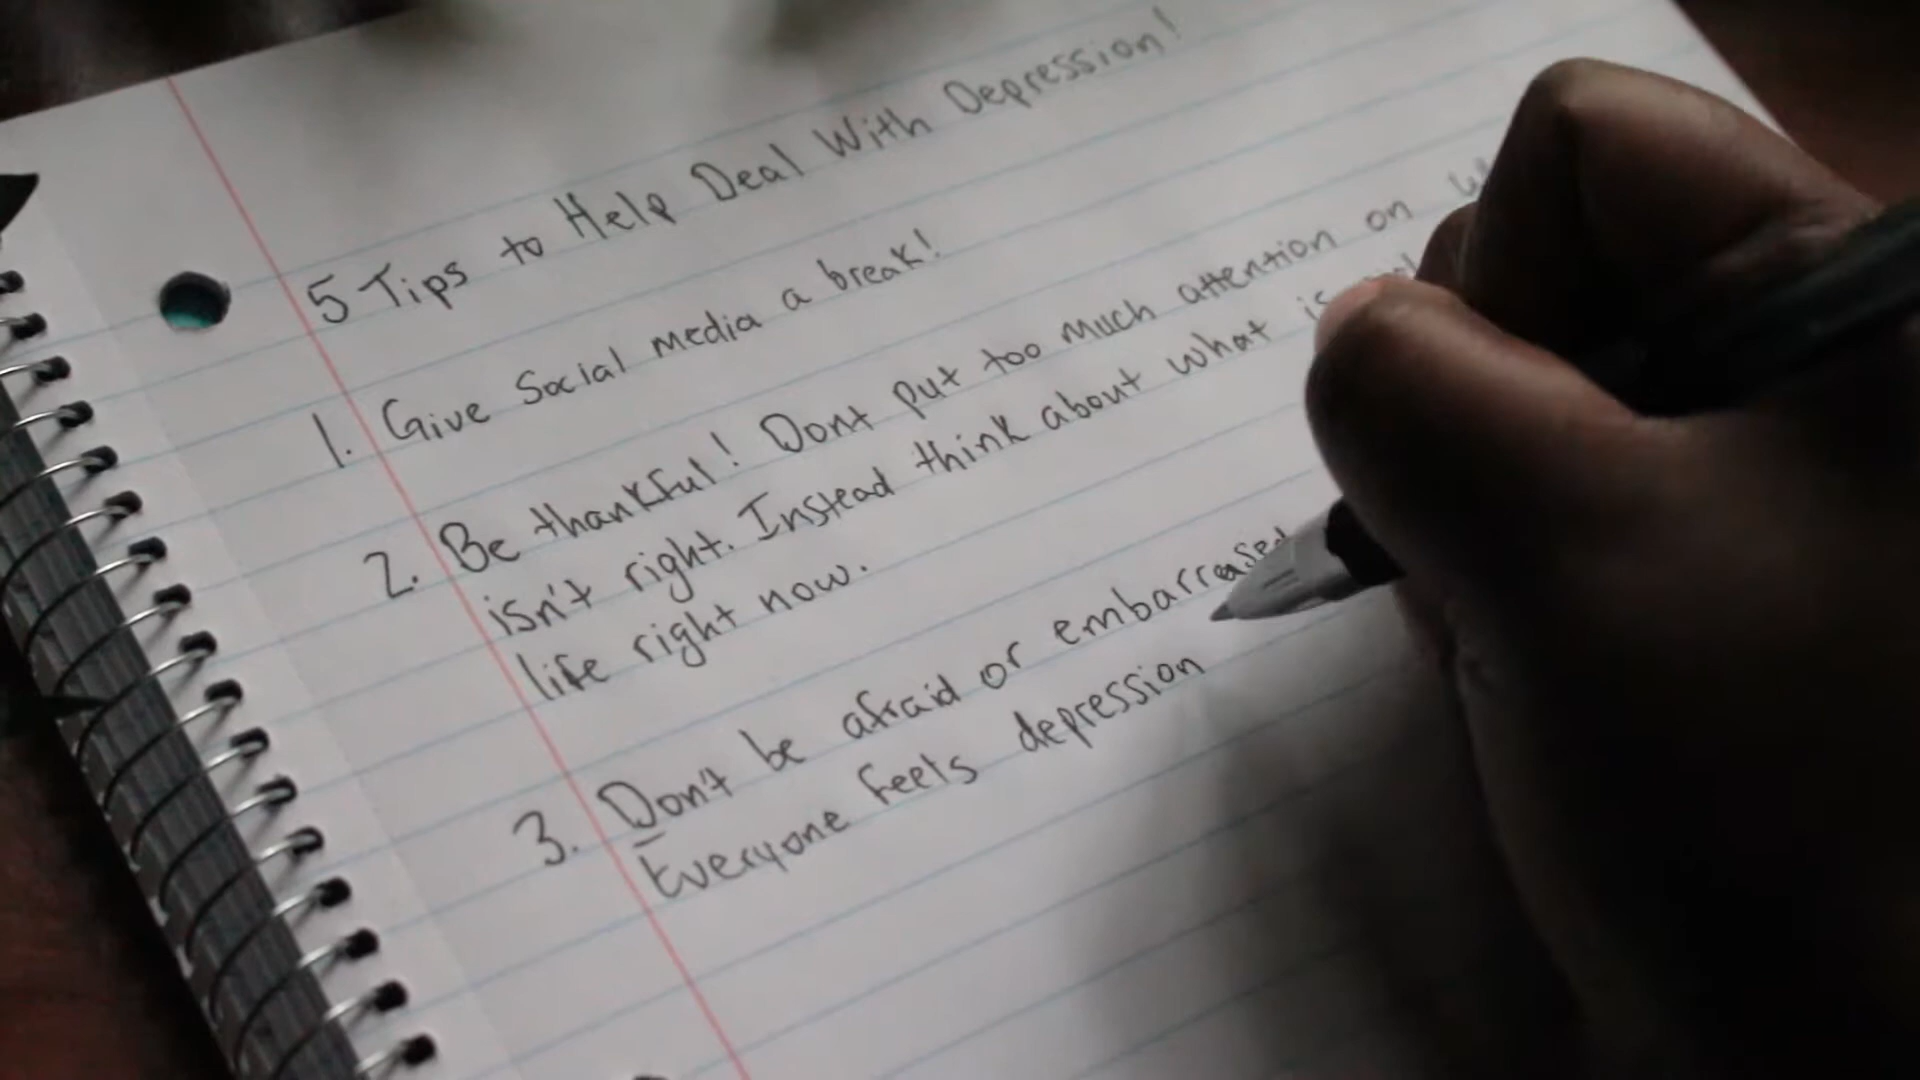 5 Tips to Help Deal With Depression!
1. Give Social media a break!
2. Be thankful! Dont put too much attention on
isn't right. Instead think about what is
life right now.
3. Don't be afraid or embarrased
Everyone feels depression